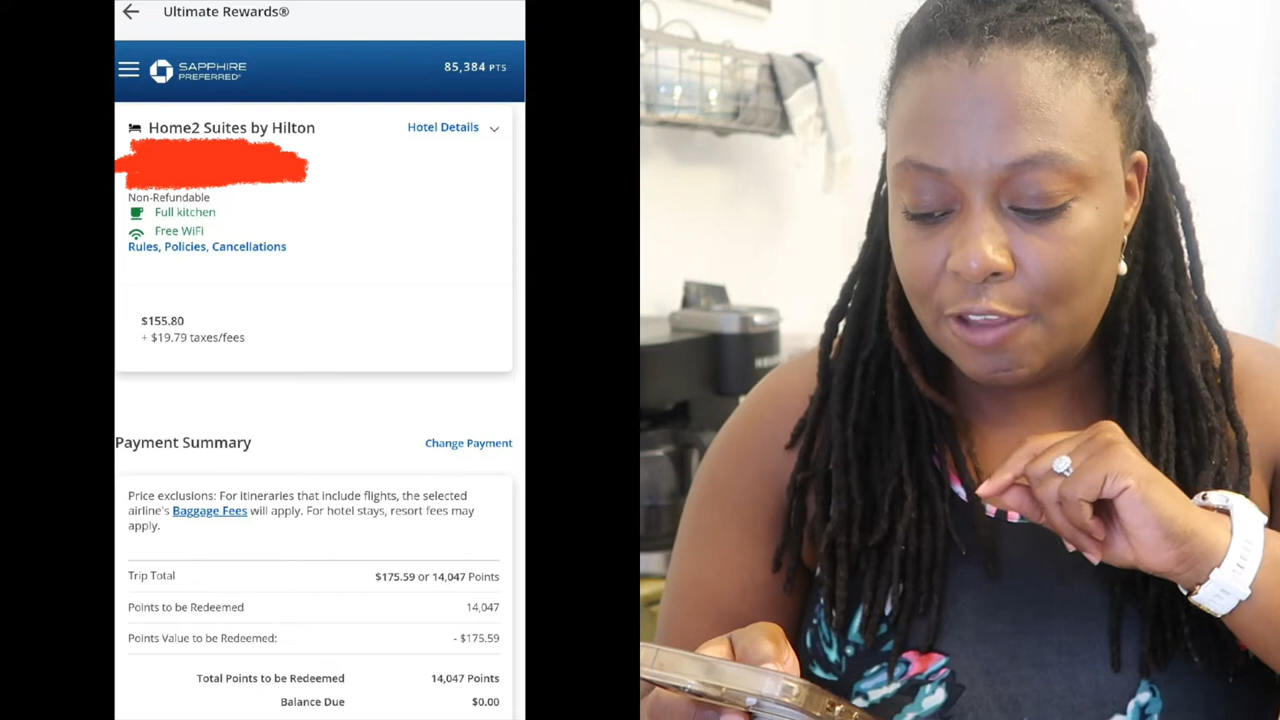 Ultimate Rewards®
SAPPHIRE
PREFERRED®
85,384 PTS
Home2 Suites by Hilton
Hotel Details
Non-Refundable
Full kitchen
Free WiFi
Rules, Policies, Cancellations
$155.80
+ $19.79 taxes/fees
Payment Summary
Change Payment
Price exclusions: For itineraries that include flights, the selected
airline's Baggage Fees will apply. For hotel stays, resort fees may
apply.
Trip Total $175.59 or 14,047 Points
Points to be Redeemed 14,047
Points Value to be Redeemed: - $175.59
Total Points to be Redeemed 14,047 Points
Balance Due $0.00